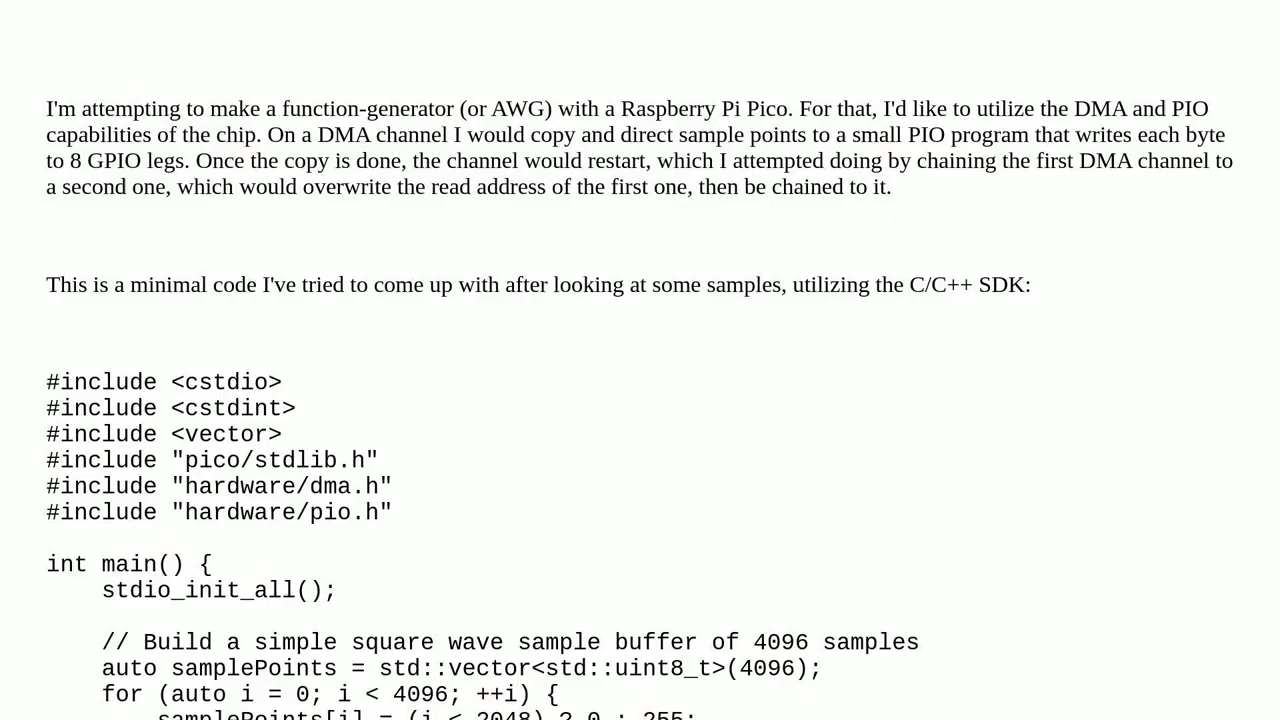 I'm attempting to make a function-generator (or AWG) with a Raspberry Pi Pico. For that, I'd like to utilize the DMA and PIO
capabilities of the chip. On a DMA channel I would copy and direct sample points to a small PIO program that writes each byte
to 8 GPIO legs. Once the copy is done, the channel would restart, which I attempted doing by chaining the first DMA channel to
a second one, which would overwrite the read address of the first one, then be chained to it.
This is a minimal code I've tried to come up with after looking at some samples, utilizing the C/C++ SDK:
#include <cstdio>
#include <cstdint>
#include <vector>
#include "pico/stdlib.h"
#include "hardware/dma.h"
#include "hardware/pio.h"
int main() {
    stdio_init_all();
    // Build a simple square wave sample buffer of 4096 samples
    auto samplePoints = std::vector<std::uint8_t>(4096);
    for (auto i = 0; i < 4096; ++i) {
        samplePoints[i] = (i < 2048) ? 0 : 255;